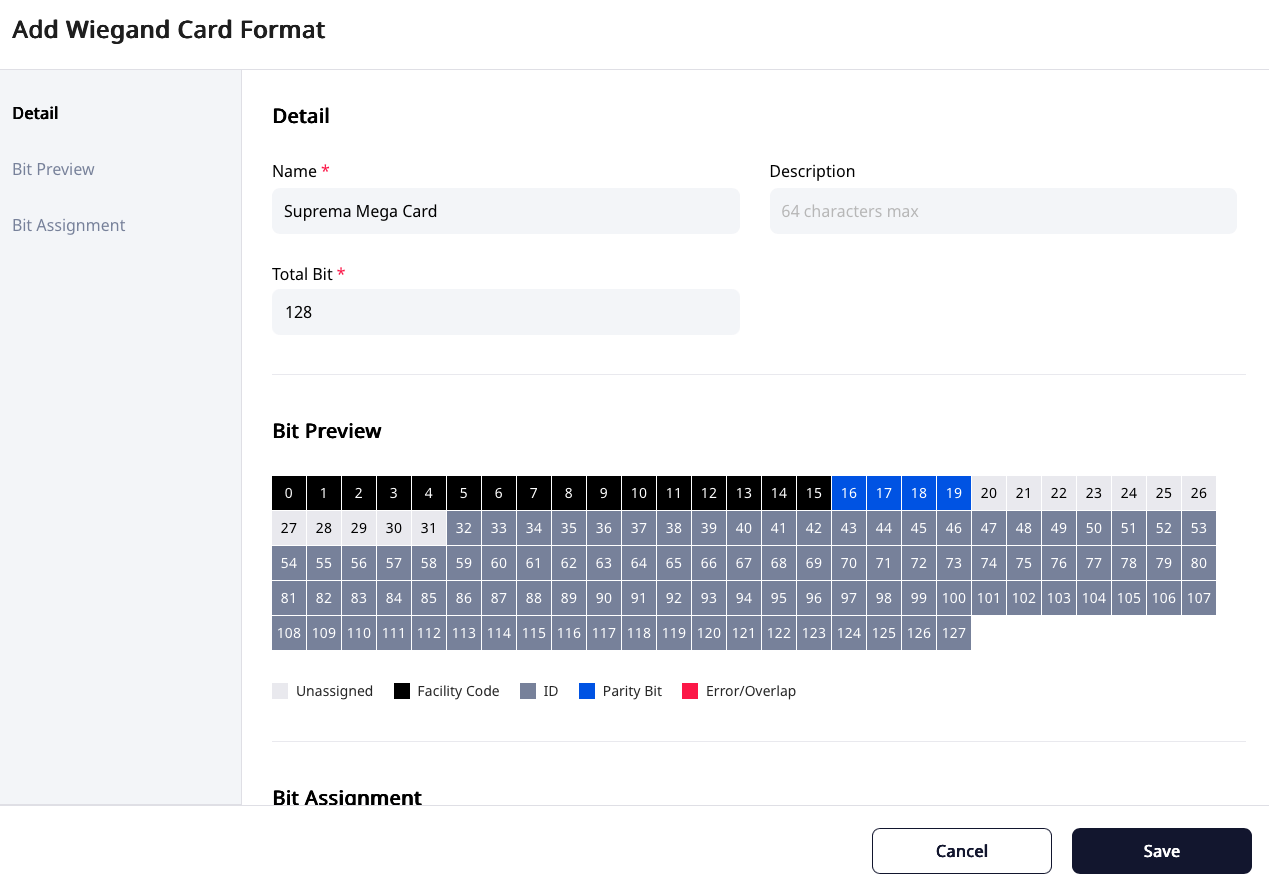 Add Wiegand Card Format
Detail
Bit Preview
Bit Assignment
Detail
Name *
Description
Suprema Mega Card
64 characters max
Total Bit *
128
Bit Preview
0 1 2 3 4 5 6 7 8 9 10 11 12 13 14 15 16 17 18 19 20 21 22 23 24 25 26
27 28 29 30 31 32 33 34 35 36 37 38 39 40 41 42 43 44 45 46 47 48 49 50 51 52 53
54 55 56 57 58 59 60 61 62 63 64 65 66 67 68 69 70 71 72 73 74 75 76 77 78 79 80
81 82 83 84 85 86 87 88 89 90 91 92 93 94 95 96 97 98 99 100 101 102 103 104 105 106 107
108 109 110 111 112 113 114 115 116 117 118 119 120 121 122 123 124 125 126 127
Unassigned Facility Code ID Parity Bit Error/Overlap
Bit Assignment
Cancel Save